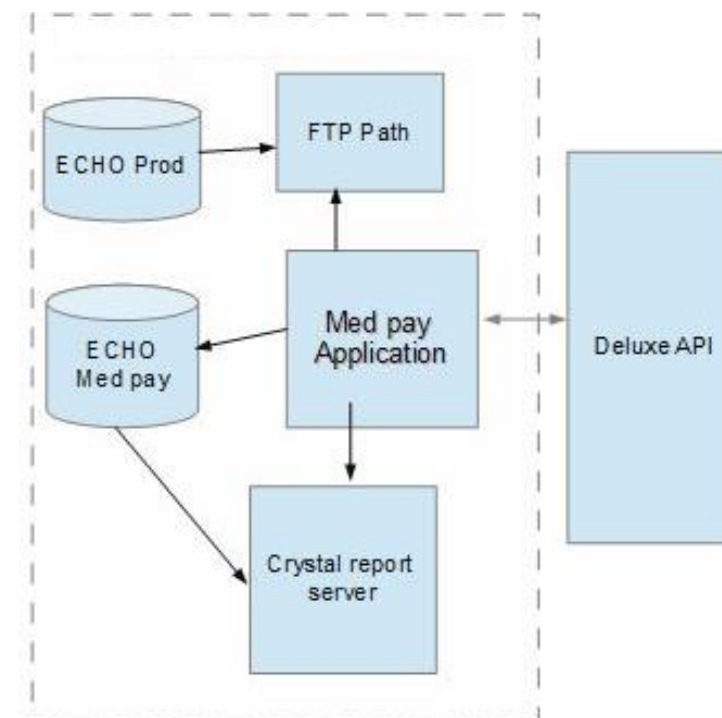 FTP Path
ECHO Prod
Med pay
Application
ECHO
Med pay
Deluxe API
Crystal report
server